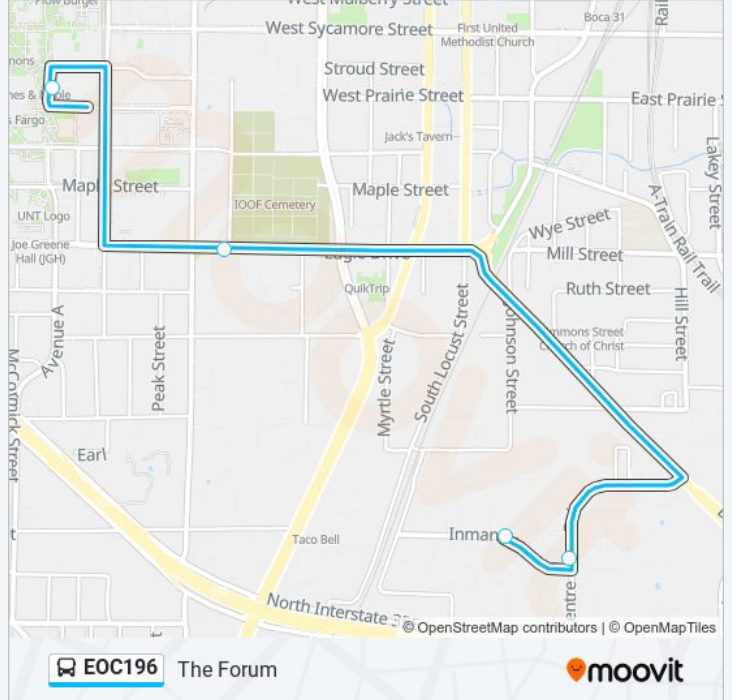 West Mulberry Street
Plow Burger
Boca 31
Rail
West Sycamore Street
First United
Methodist Church
Stroud Street
West Prairie Street
East Prairie S
Fargo
Jack's Tavern
Lakey Street
Maple Street
Maple Street
IOOF Cemetery
A-Train Rail Trail
UNT Logo
Wye Street
Joe Greene
Hall (JGH)
Mill Street
Eagle Drive
QuikTrip
Ruth Street
Hill Street
Avenue A
Peak Street
South Locust Street
Johnson Street
mmons Street
Church of Christ
Myrtle Street
McCormick Street
Earl
Inman
Taco Bell
entre
North Interstate 35
© OpenStreetMap contributors | © OpenMapTiles
EOC196 The Forum
moovit